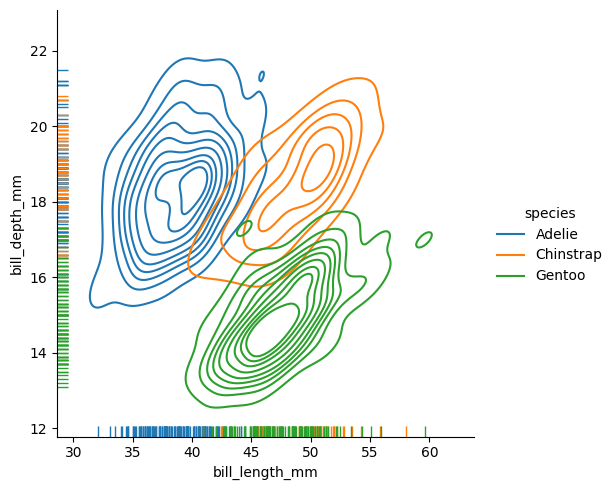 22
20
18
16
14
12
bill_depth_mm
30 35 40 45 50 55 60
bill_length_mm
species
Adelie
Chinstrap
Gentoo